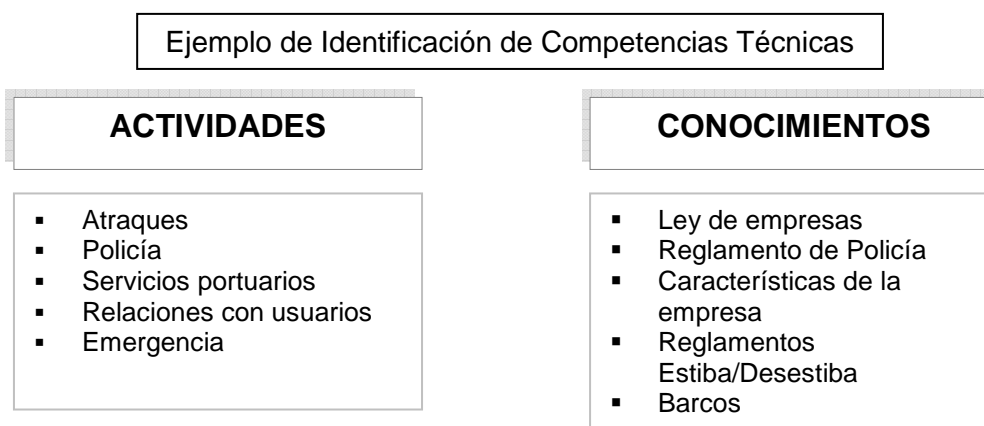 Ejemplo de Identificación de Competencias Técnicas
ACTIVIDADES
▪ Atraques
▪ Policía
▪ Servicios portuarios
▪ Relaciones con usuarios
▪ Emergencia
CONOCIMIENTOS
▪ Ley de empresas
▪ Reglamento de Policía
▪ Características de la
empresa
▪ Reglamentos
Estiba/Desestiba
▪ Barcos